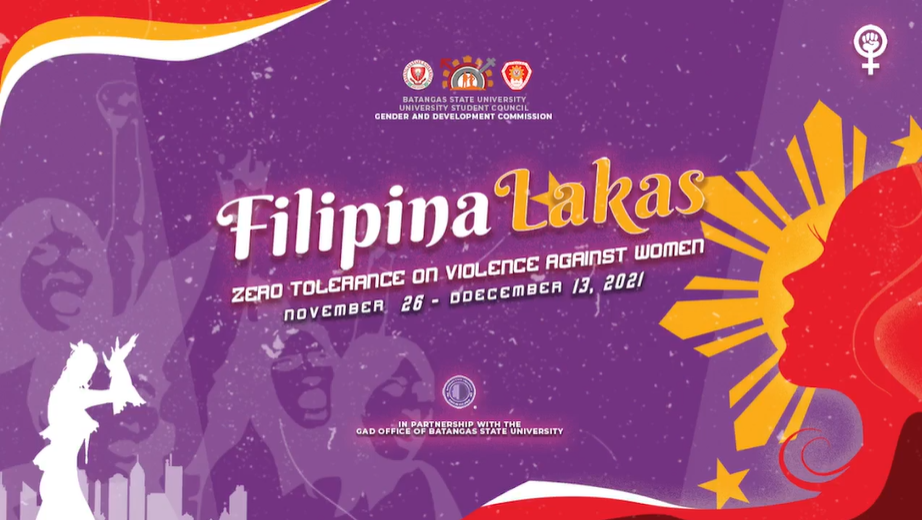 BATANGAS STATE UNIVERSITY
UNIVERSITY STUDENT COUNCIL
GENDER AND DEVELOPMENT COMMISSION
Filipina Lakas
ZERO TOLERANCE ON VIOLENCE AGAINST WOMEN
NOVEMBER 26 - DDECEMBER 13, 2021
IN PARTNERSHIP WITH THE
GAD OFFICE OF BATANGAS STATE UNIVERSITY